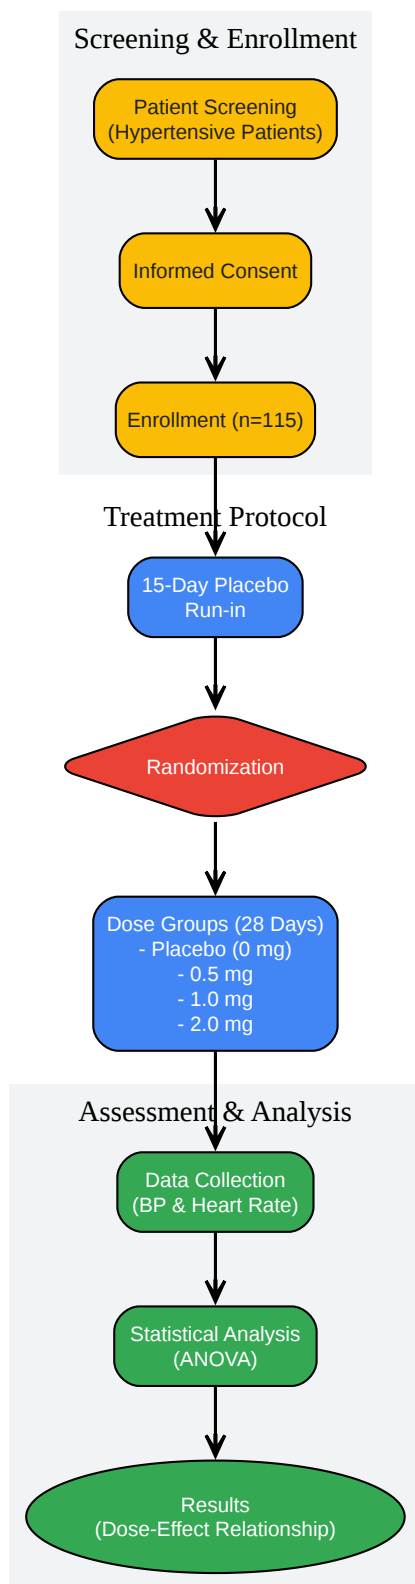 Screening & Enrollment
Patient Screening
(Hypertensive Patients)
Informed Consent
Enrollment (n=115)
Treatment Protocol
15-Day Placebo
Run-in
Randomization
Dose Groups (28 Days)
- Placebo (0 mg)
- 0.5 mg
- 1.0 mg
- 2.0 mg
Assessment & Analysis
Data Collection
(BP & Heart Rate)
Statistical Analysis
(ANOVA)
Results
(Dose-Effect Relationship)